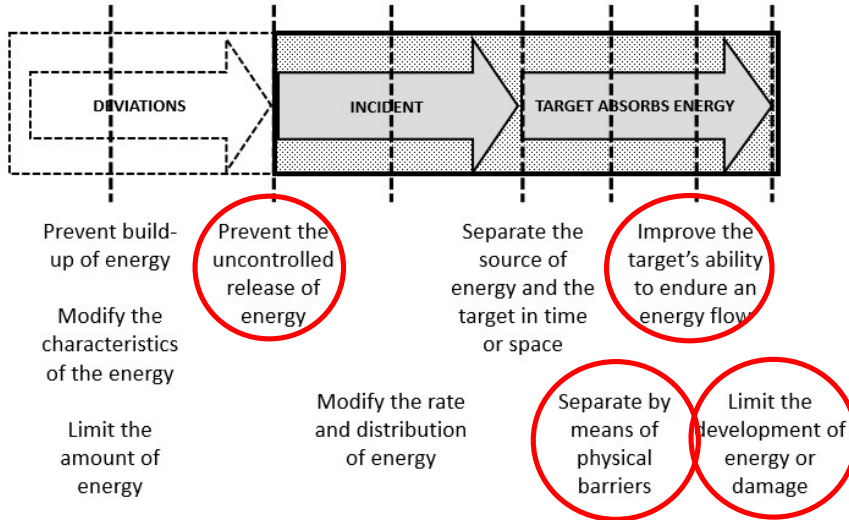 DEVIATIONS
INCIDENT
TARGET ABSORBS ENERGY
Prevent build-
up of energy
Modify the
characteristics
of the energy
Limit the
amount of
energy
Prevent the
uncontrolled
release of
energy
Modify the rate
and distribution
of energy
Separate the
source of
energy and the
target in time
or space
Separate by
means of
physical
barriers
Improve the
target’s ability
to endure an
energy flow
Limit the
development of
energy or
damage